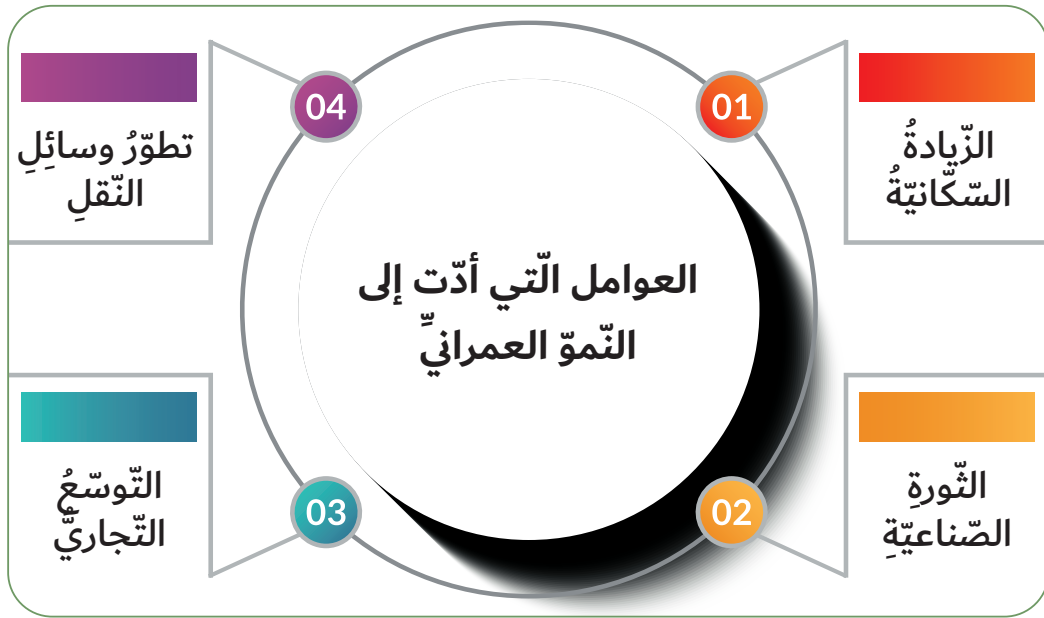 العوامل الّتي أدّت إلى
النّموّ العمرانيِّ
01
الزّيادةُ
السّكّانيّةُ
02
الثّورةِ
الصّناعيّةِ
03
التّوسّعُ
التّجاريُّ
04
تطوّرُ وسائِلِ
النّقلِ